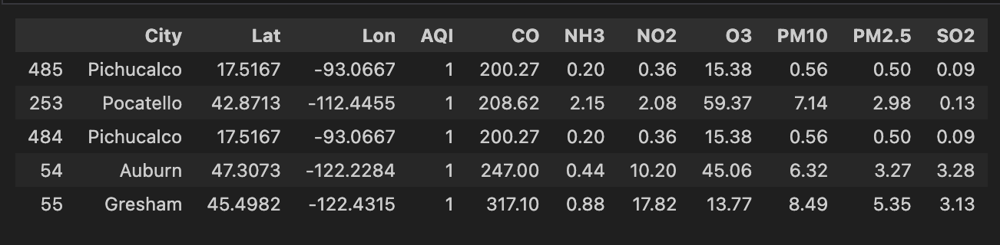 City Lat Lon AQI CO NH3 NO2 O3 PM10 PM2.5 SO2
485 Pichucalco 17.5167 -93.0667 1 200.27 0.20 0.36 15.38 0.56 0.50 0.09
253 Pocatello 42.8713 -112.4455 1 208.62 2.15 2.08 59.37 7.14 2.98 0.13
484 Pichucalco 17.5167 -93.0667 1 200.27 0.20 0.36 15.38 0.56 0.50 0.09
54 Auburn 47.3073 -122.2284 1 247.00 0.44 10.20 45.06 6.32 3.27 3.28
55 Gresham 45.4982 -122.4315 1 317.10 0.88 17.82 13.77 8.49 5.35 3.13